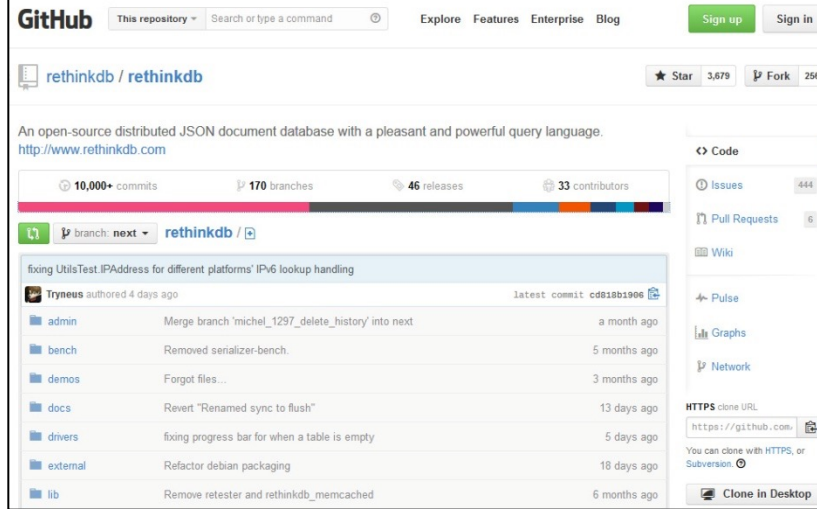 GitHub This repository Search or type a command Explore Features Enterprise Blog Sign up Sign in
rethinkdb / rethinkdb Star 3,679 Fork 256
An open-source distributed JSON document database with a pleasant and powerful query language.
http://www.rethinkdb.com
10,000+ commits 170 branches 46 releases 33 contributors
branch: next rethinkdb /
fixing UtilsTest.IPAddress for different platforms' IPv6 lookup handling
Tryneus authored 4 days ago latest commit cd818b1906
admin Merge branch 'michel_1297_delete_history' into next a month ago
bench Removed serializer-bench. 5 months ago
demos Forgot files... 3 months ago
docs Revert "Renamed sync to flush" 13 days ago
drivers fixing progress bar for when a table is empty 5 days ago
external Refactor debian packaging 18 days ago
lib Remove retester and rethinkdb_memcached 6 months ago
Code
Issues 444
Pull Requests 6
Wiki
Pulse
Graphs
Network
HTTPS clone URL
https://github.com
You can clone with HTTPS, or
Subversion.
Clone in Desktop